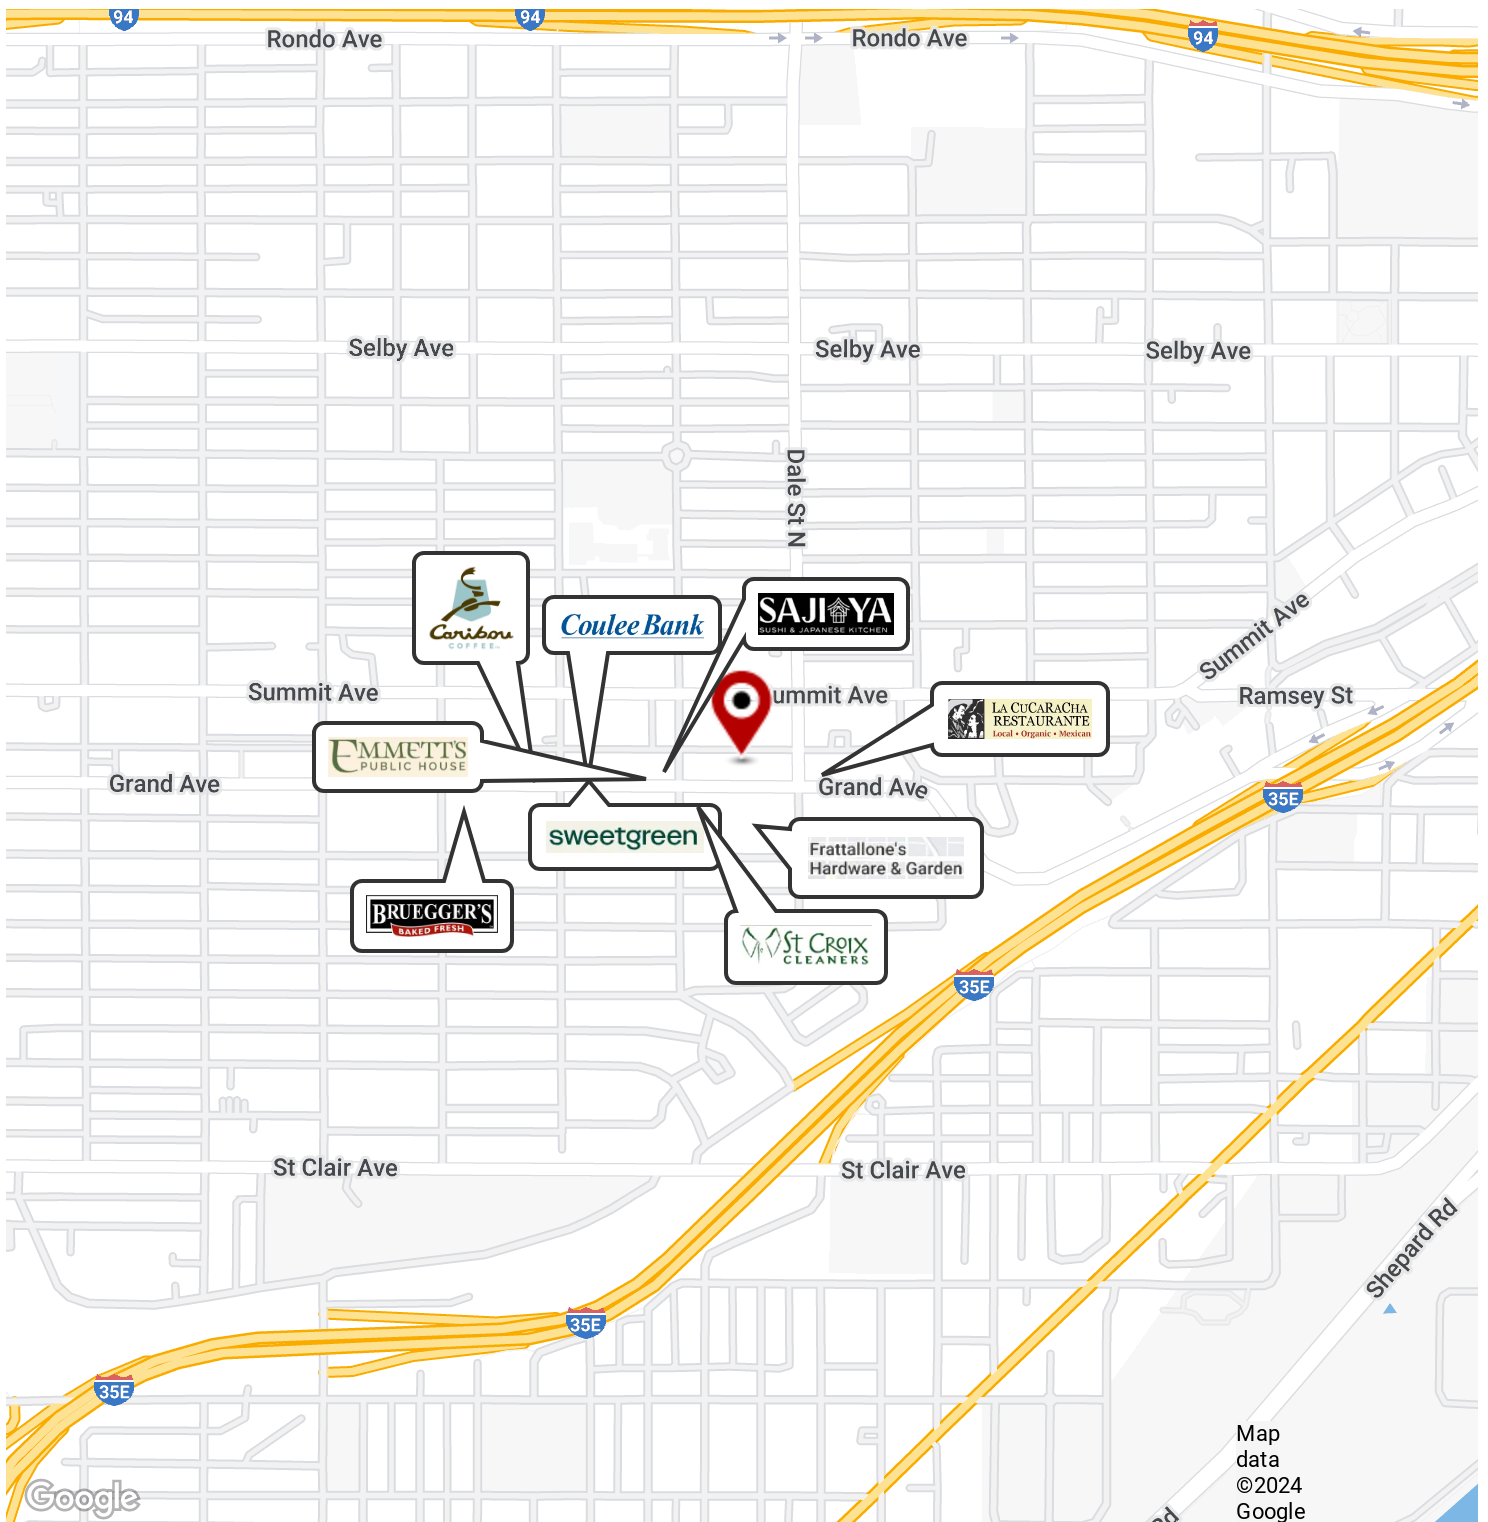 94
94
94
Rondo Ave
Rondo Ave
Selby Ave
Selby Ave
Selby Ave
Dale St N
Caribou
COFFEE
Coulee Bank
SAJI YA
SUSHI & JAPANESE KITCHEN
Summit Ave
Summit Ave
ummit Ave
Ramsey St
LA CUCARACHA
RESTAURANTE
Local • Organic • Mexican
EMMETT'S
PUBLIC HOUSE
Grand Ave
Grand Ave
35E
sweetgreen
Frattallone's
Hardware & Garden
BRUEGGER'S
BAKED FRESH
St CROIX
CLEANERS
35E
St Clair Ave
St Clair Ave
Shepard Rd
35E
35E
Map
data
©2024
Google
Google